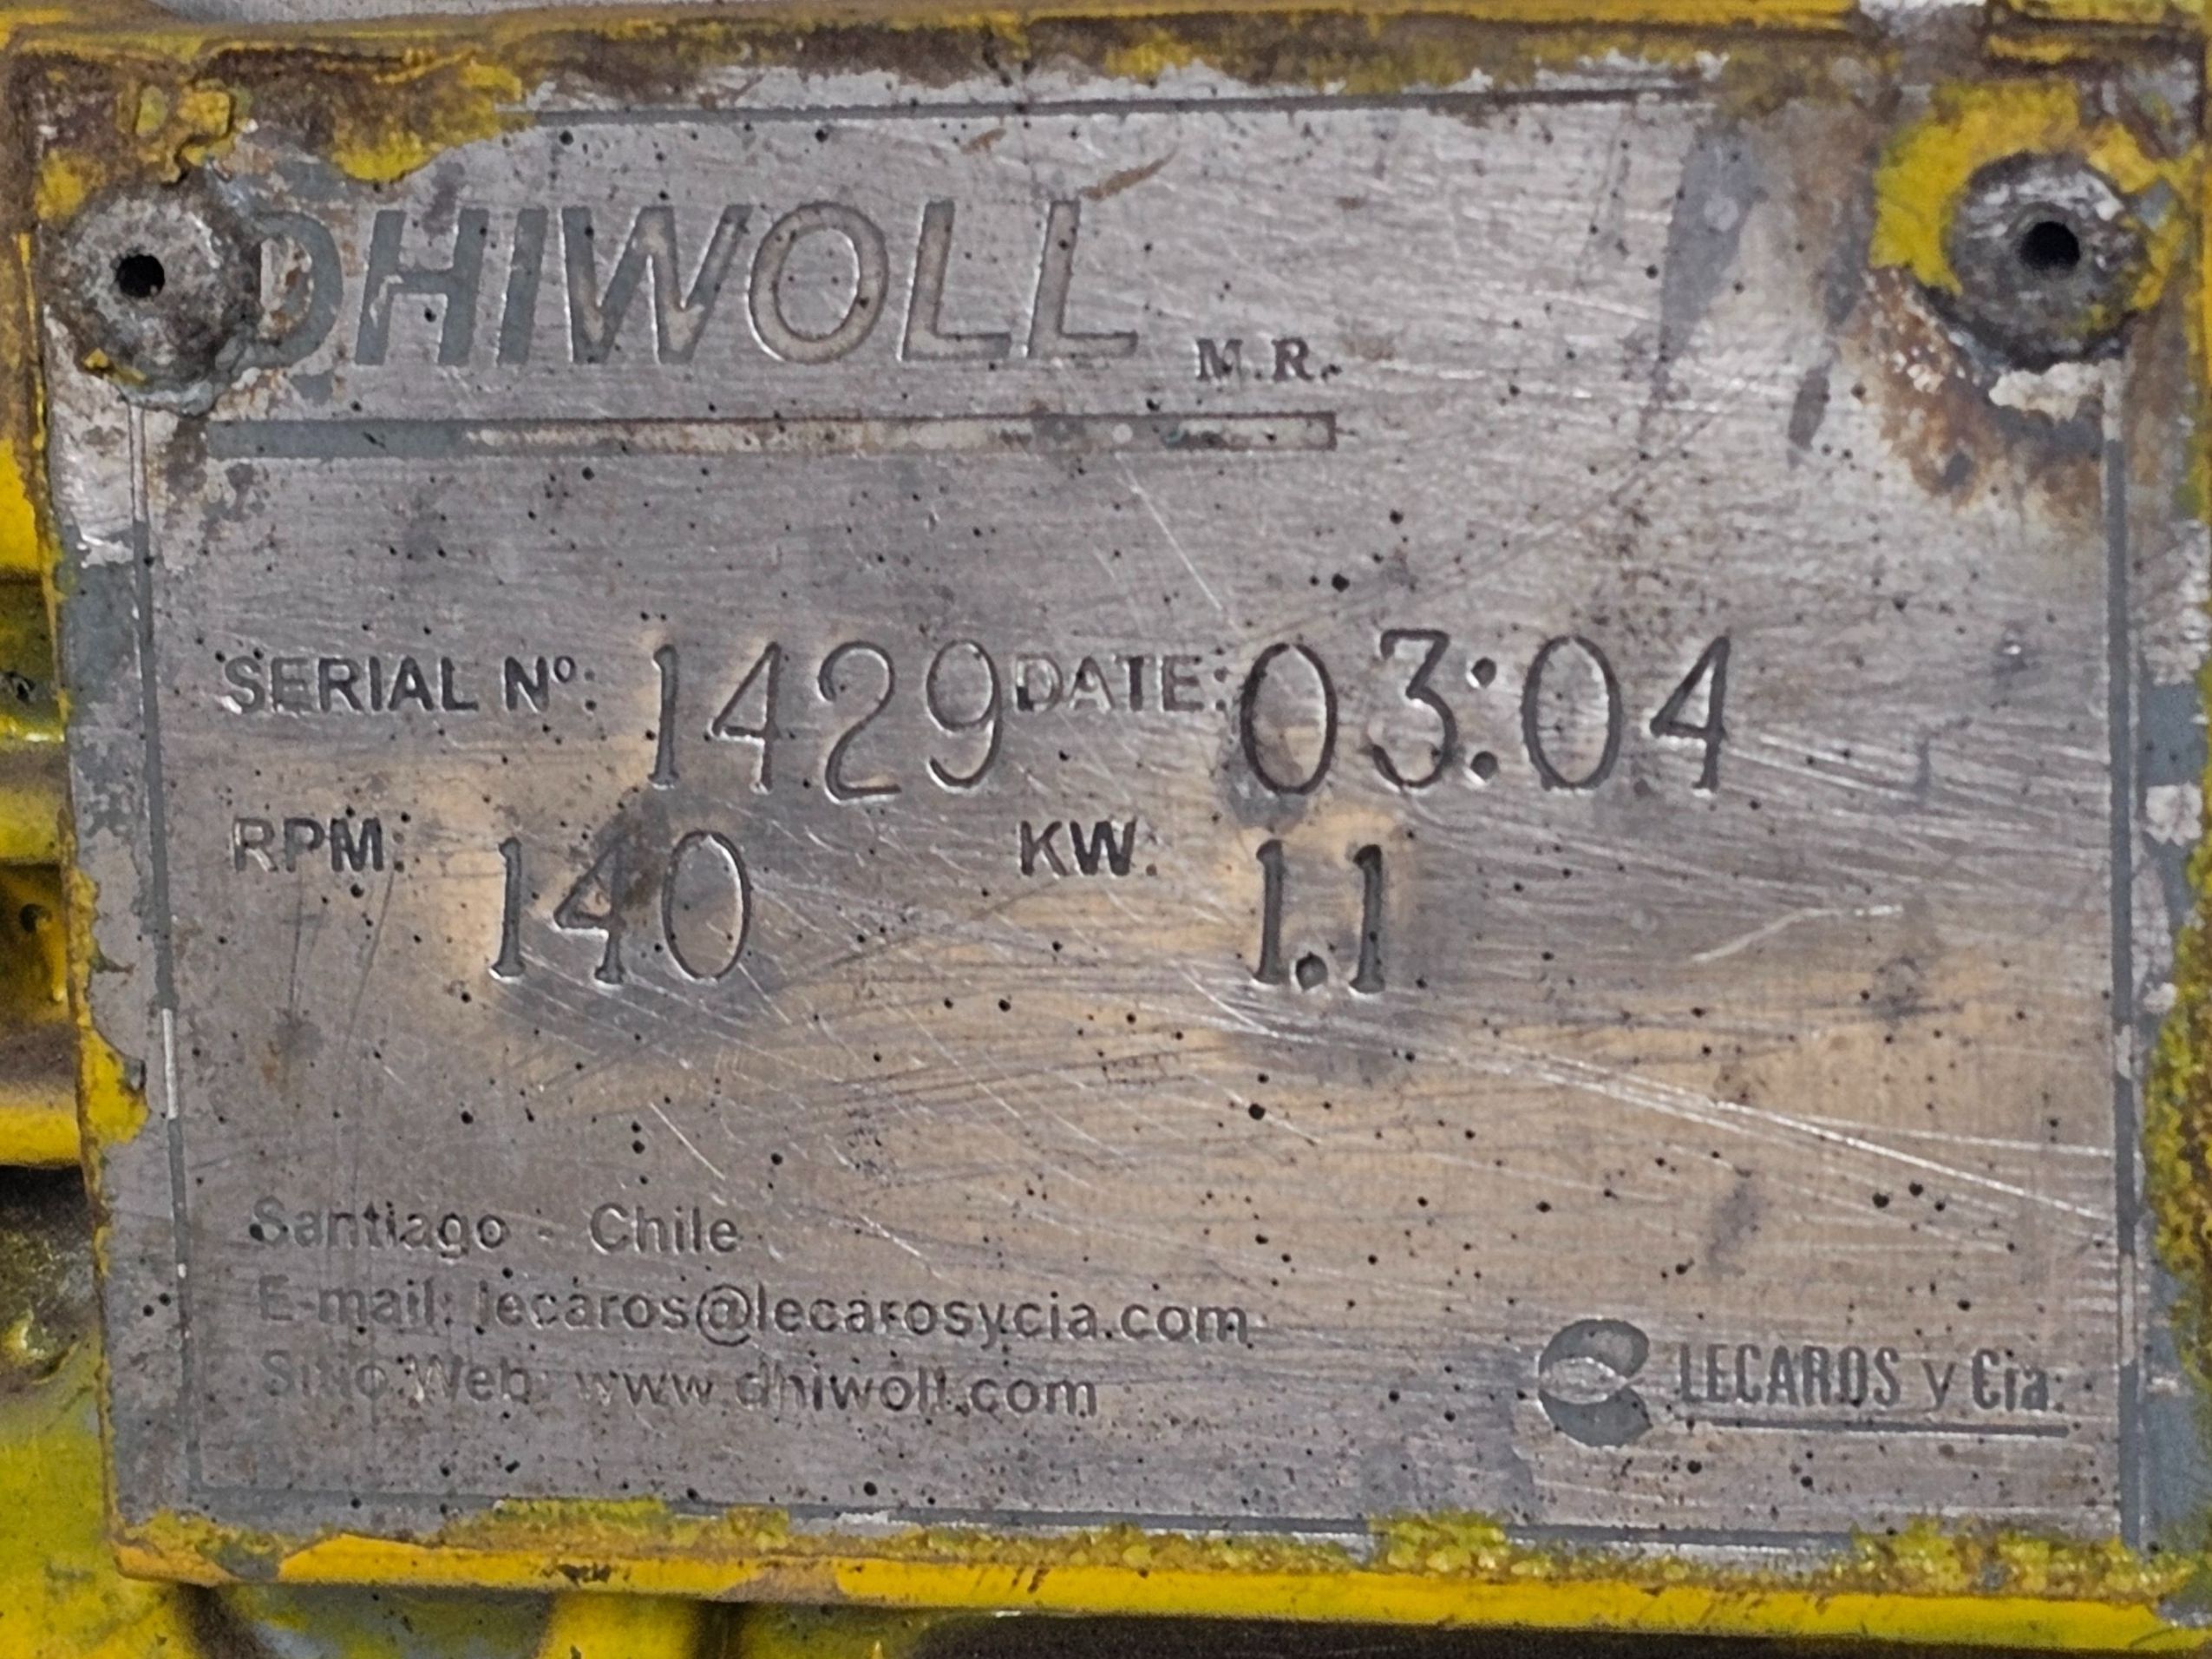 DHIWOLL M.R.
SERIAL Nº: 1429 DATE: 03:04
RPM: 140 KW: 1.1
Santiago - Chile
E-mail: lecaros@lecarosycia.com
Sitio Web: www.dhiwoll.com
LECAROS y Cia.